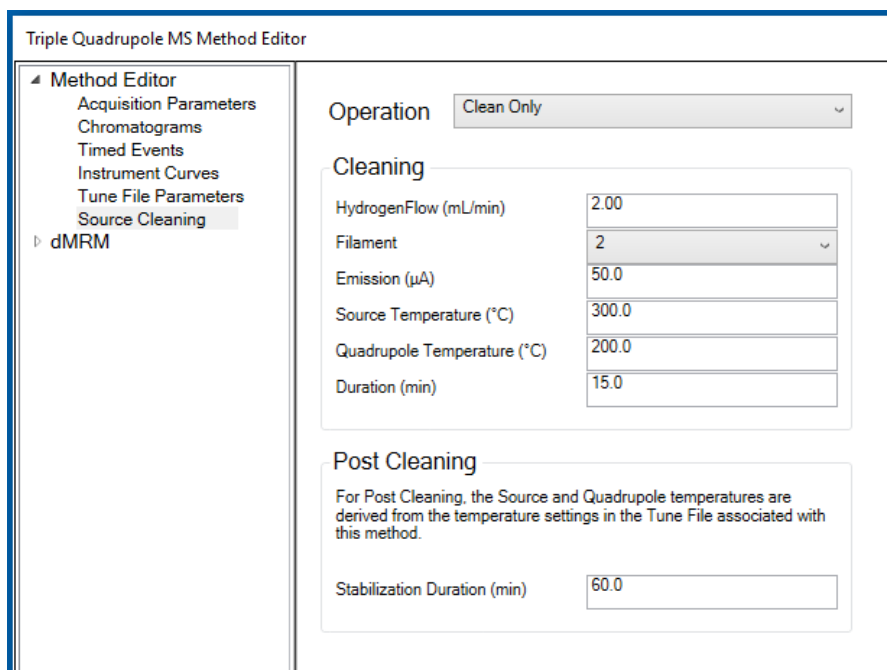 Triple Quadrupole MS Method Editor
Method Editor
Acquisition Parameters
Chromatograms
Timed Events
Instrument Curves
Tune File Parameters
Source Cleaning
dMRM
Operation Clean Only
Cleaning
HydrogenFlow (mL/min) 2.00
Filament 2
Emission (µA) 50.0
Source Temperature (°C) 300.0
Quadrupole Temperature (°C) 200.0
Duration (min) 15.0
Post Cleaning
For Post Cleaning, the Source and Quadrupole temperatures are
derived from the temperature settings in the Tune File associated with
this method.
Stabilization Duration (min) 60.0